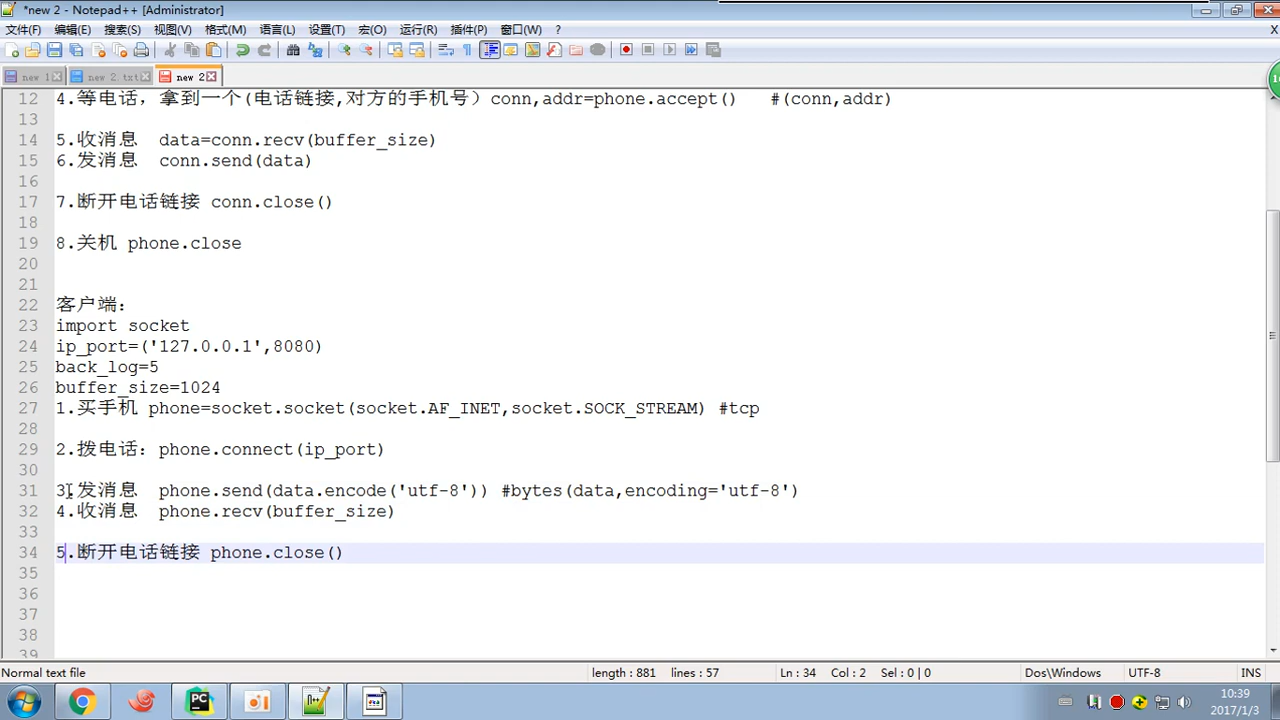 *new 2 - Notepad++ [Administrator]
文件(F) 编辑(E) 搜索(S) 视图(V) 格式(M) 语言(L) 设置(T) 宏(O) 运行(R) 插件(P) 窗口(W) ? X
new 1 new 2.txt new 2
12 4.等电话，拿到一个(电话链接,对方的手机号）conn,addr=phone.accept() #(conn,addr)
13
14 5.收消息 data=conn.recv(buffer_size)
15 6.发消息 conn.send(data)
16
17 7.断开电话链接 conn.close()
18
19 8.关机 phone.close
20
21
22 客户端：
23 import socket
24 ip_port=('127.0.0.1',8080)
25 back_log=5
26 buffer_size=1024
27 1.买手机 phone=socket.socket(socket.AF_INET,socket.SOCK_STREAM) #tcp
28
29 2.拨电话：phone.connect(ip_port)
30
31 3.发消息 phone.send(data.encode('utf-8')) #bytes(data,encoding='utf-8')
32 4.收消息 phone.recv(buffer_size)
33
34 5.断开电话链接 phone.close()
35
36
37
38
39
Normal text file length : 881 lines : 57 Ln : 34 Col : 2 Sel : 0 | 0 Dos\Windows UTF-8 INS
10:39
2017/1/3